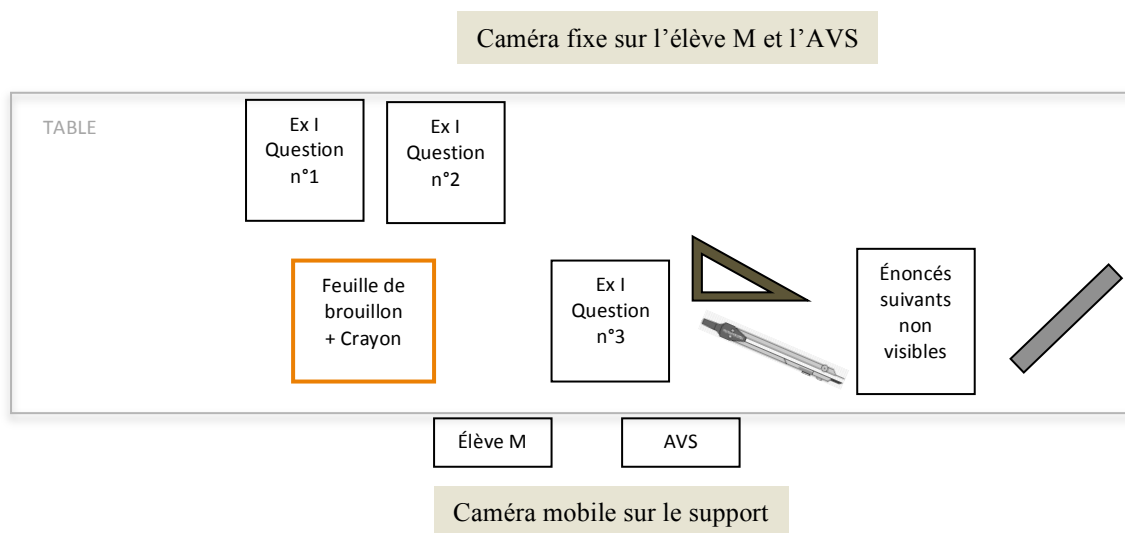 Caméra fixe sur l’élève M et l’AVS
TABLE
Ex I
Question
n°1
Ex I
Question
n°2
Feuille de
brouillon
+ Crayon
Ex I
Question
n°3
Énoncés
suivants
non
visibles
Élève M
AVS
Caméra mobile sur le support